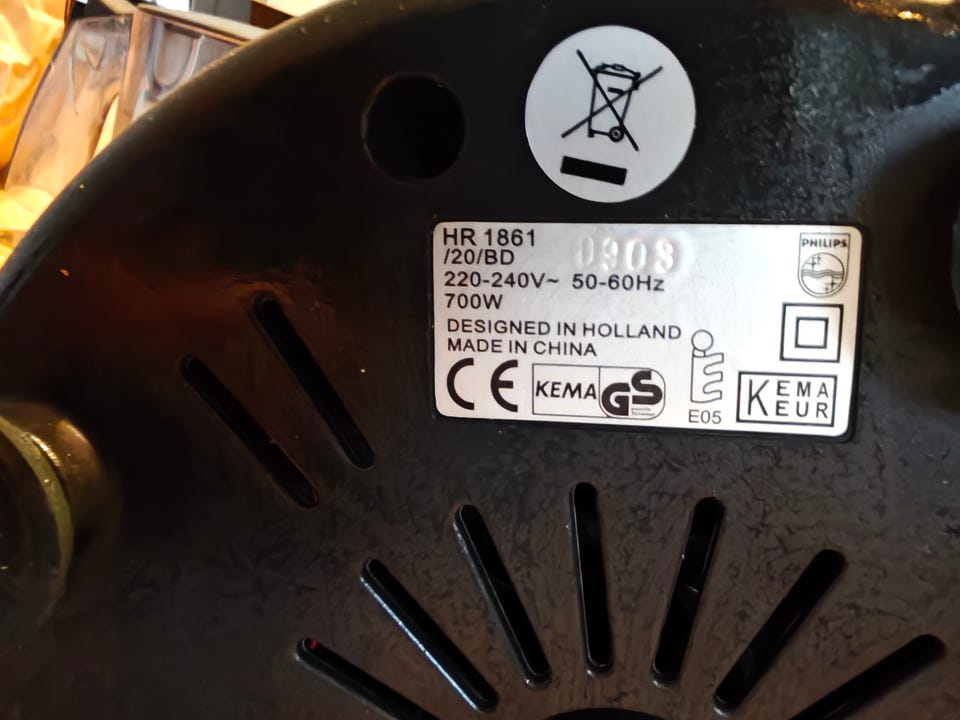 HR 1861
0908
/20/BD
220-240V~ 50-60Hz
700W
DESIGNED IN HOLLAND
MADE IN CHINA
PHILIPS
CE
KEMA
GS
E05
KEMA
KEUR